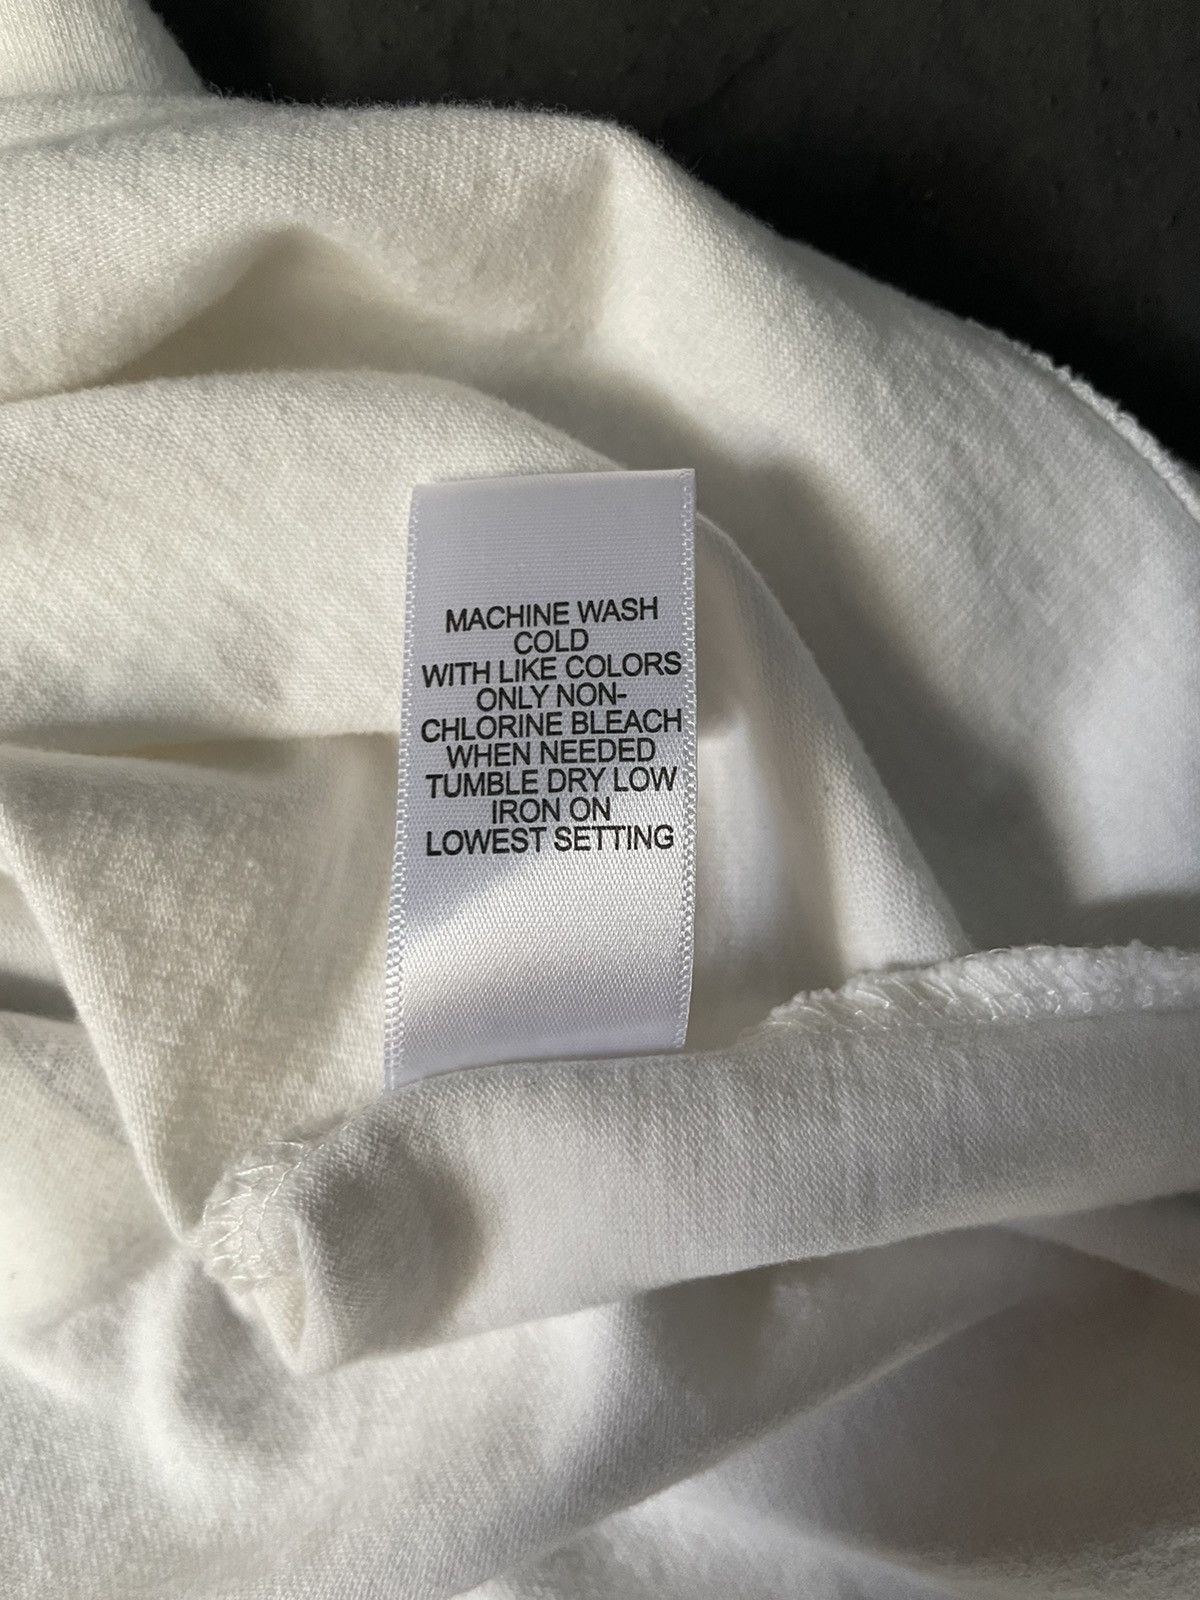 MACHINE WASH
COLD
WITH LIKE COLORS
ONLY NON-
CHLORINE BLEACH
WHEN NEEDED
TUMBLE DRY LOW
IRON ON
LOWEST SETTING